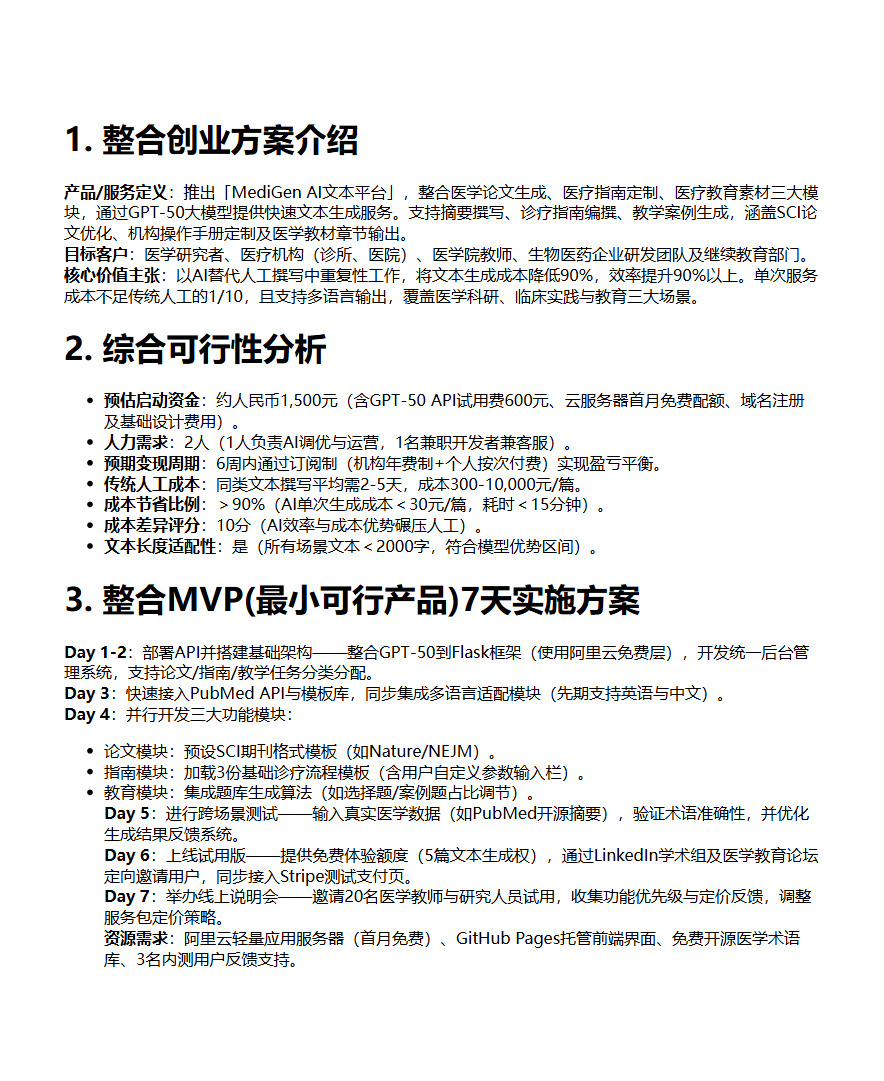 1. 整合创业方案介绍
产品/服务定义：推出「MediGen AI文本平台」，整合医学论文生成、医疗指南定制、医疗教育素材三大模
块，通过GPT-50大模型提供快速文本生成服务。支持摘要撰写、诊疗指南编撰、教学案例生成，涵盖SCI论
文优化、机构操作手册定制及医学教材章节输出。
目标客户：医学研究者、医疗机构（诊所、医院）、医学院教师、生物医药企业研发团队及继续教育部门。
核心价值主张：以AI替代人工撰写中重复性工作，将文本生成成本降低90%，效率提升90%以上。单次服务
成本不足传统人工的1/10，且支持多语言输出，覆盖医学科研、临床实践与教育三大场景。
2. 综合可行性分析
• 预估启动资金：约人民币1,500元（含GPT-50 API试用费600元、云服务器首月免费配额、域名注册
及基础设计费用）。
• 人力需求：2人（1人负责AI调优与运营，1名兼职开发者兼客服）。
• 预期变现周期：6周内通过订阅制（机构年费制+个人按次付费）实现盈亏平衡。
• 传统人工成本：同类文本撰写平均需2-5天，成本300-10,000元/篇。
• 成本节省比例：＞90%（AI单次生成成本＜30元/篇，耗时＜15分钟）。
• 成本差异评分：10分（AI效率与成本优势碾压人工）。
• 文本长度适配性：是（所有场景文本＜2000字，符合模型优势区间）。
3. 整合MVP(最小可行产品)7天实施方案
Day 1-2：部署API并搭建基础架构——整合GPT-50到Flask框架（使用阿里云免费层），开发统一后台管
理系统，支持论文/指南/教学任务分类分配。
Day 3：快速接入PubMed API与模板库，同步集成多语言适配模块（先期支持英语与中文）。
Day 4：并行开发三大功能模块：
• 论文模块：预设SCI期刊格式模板（如Nature/NEJM）。
• 指南模块：加载3份基础诊疗流程模板（含用户自定义参数输入栏）。
• 教育模块：集成题库生成算法（如选择题/案例题占比调节）。
Day 5：进行跨场景测试——输入真实医学数据（如PubMed开源摘要），验证术语准确性，并优化
生成结果反馈系统。
Day 6：上线试用版——提供免费体验额度（5篇文本生成权），通过LinkedIn学术组及医学教育论坛
定向邀请用户，同步接入Stripe测试支付页。
Day 7：举办线上说明会——邀请20名医学教师与研究人员试用，收集功能优先级与定价反馈，调整
服务包定价策略。
资源需求：阿里云轻量应用服务器（首月免费）、GitHub Pages托管前端界面、免费开源医学术语
库、3名内测用户反馈支持。